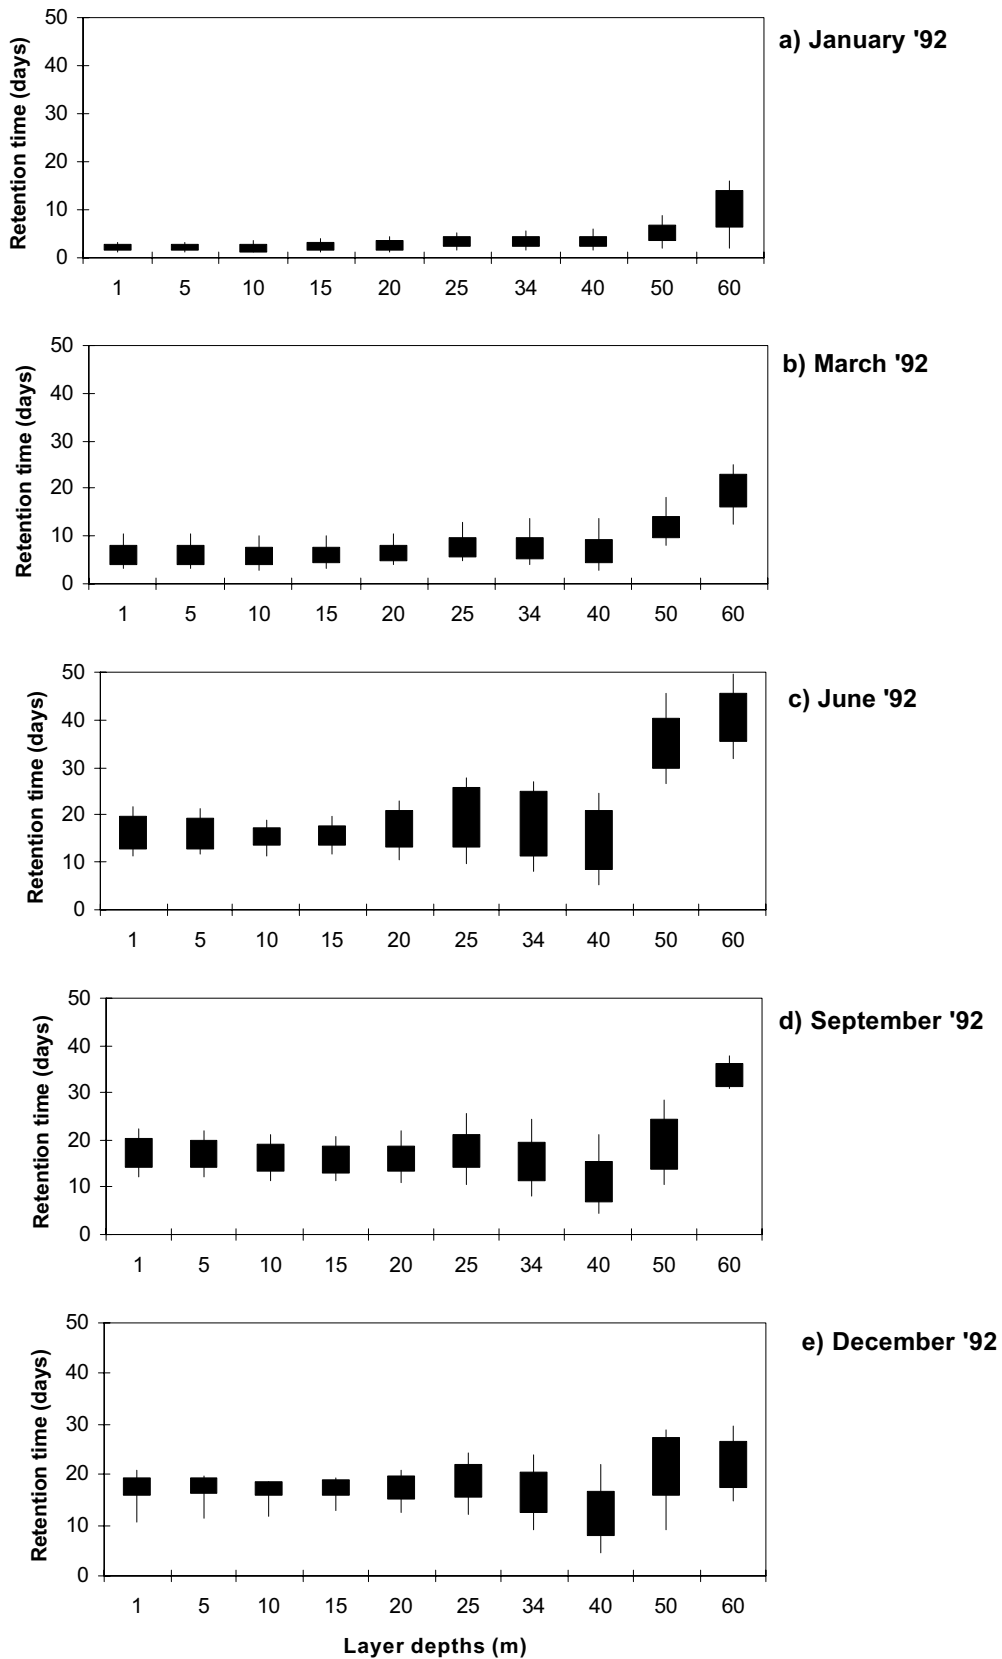 a) January '92
Retention time (days)
50
40
30
20
10
0
1 5 10 15 20 25 34 40 50 60
b) March '92
Retention time (days)
50
40
30
20
10
0
1 5 10 15 20 25 34 40 50 60
c) June '92
Retention time (days)
50
40
30
20
10
0
1 5 10 15 20 25 34 40 50 60
d) September '92
Retention time (days)
50
40
30
20
10
0
1 5 10 15 20 25 34 40 50 60
e) December '92
Retention time (days)
50
40
30
20
10
0
1 5 10 15 20 25 34 40 50 60
Layer depths (m)